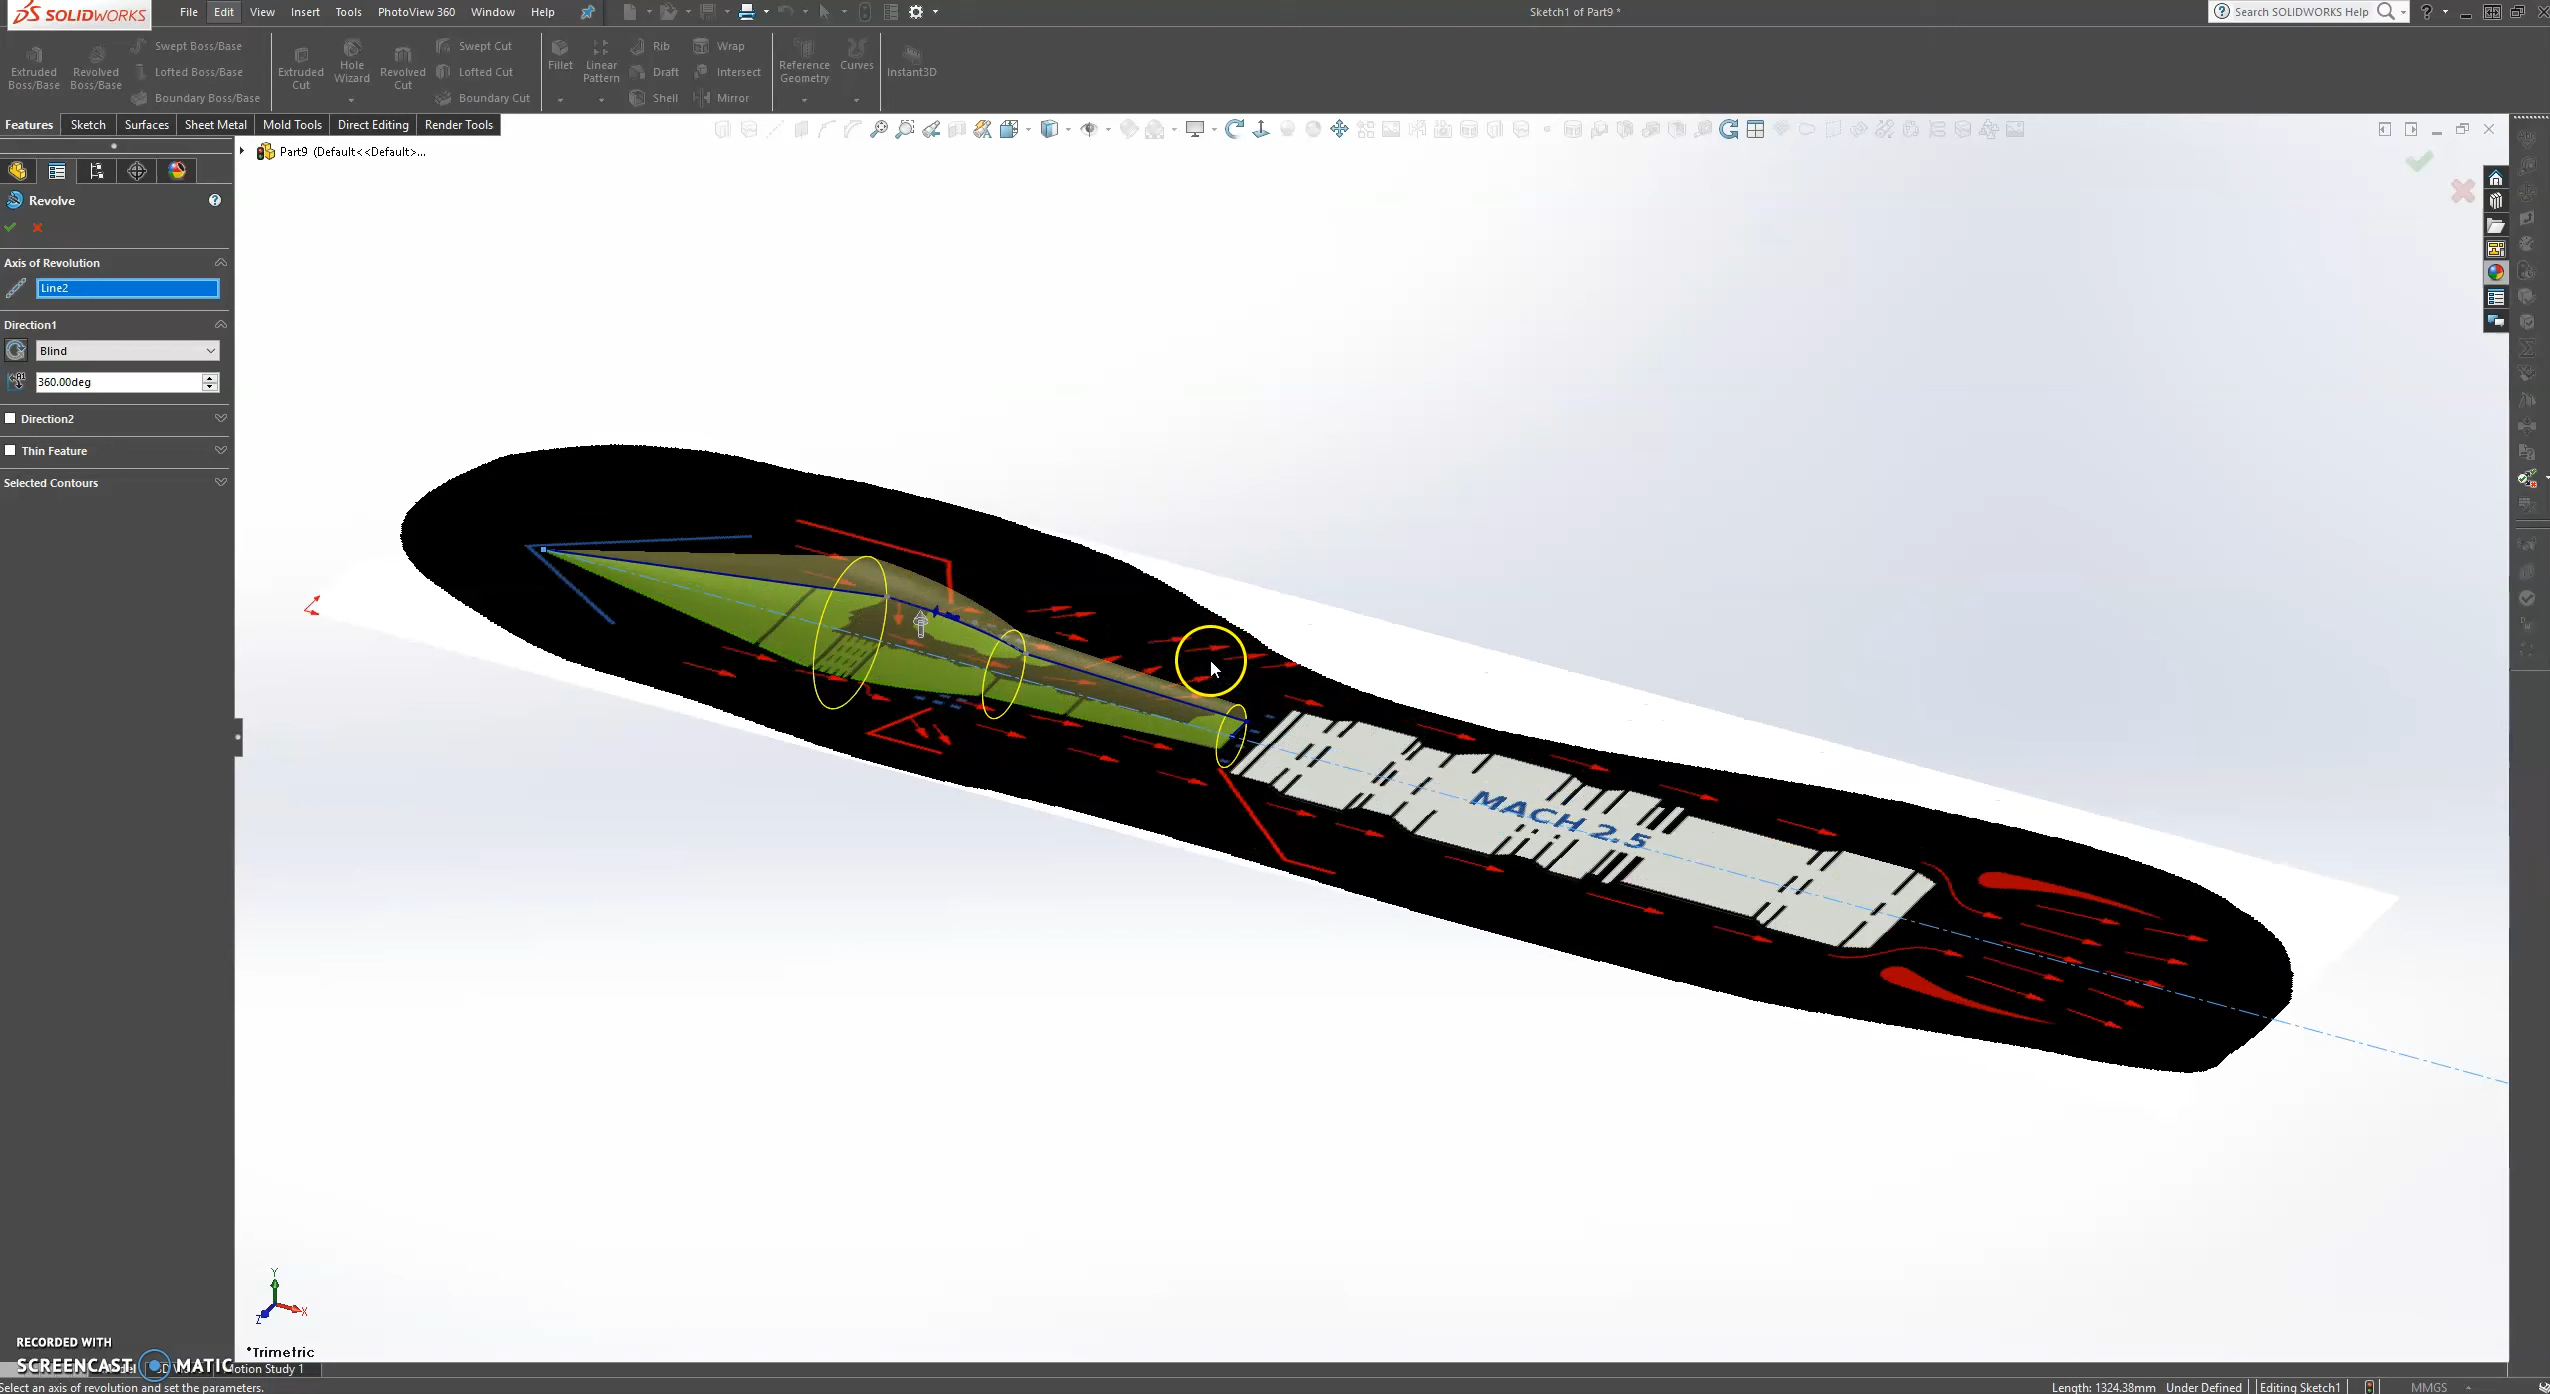 SOLIDWORKS
File Edit View Insert Tools PhotoView 360 Window Help
Sketch1 of Part9 *
Search SOLIDWORKS Help
Extruded Boss/Base
Revolved Boss/Base
Swept Boss/Base
Lofted Boss/Base
Boundary Boss/Base
Extruded Cut
Hole Wizard
Revolved Cut
Swept Cut
Lofted Cut
Boundary Cut
Fillet
Linear Pattern
Rib
Draft
Shell
Wrap
Intersect
Mirror
Reference Geometry
Curves
Instant3D
Features Sketch Surfaces Sheet Metal Mold Tools Direct Editing Render Tools
Part9 (Default<<Default>...
Revolve
Axis of Revolution
Line2
Direction1
Blind
360.00deg
Direction2
Thin Feature
Selected Contours
MACH 2.5
Y
X
Z
*Trimetric
RECORDED WITH
SCREENCAST MATIC
Motion Study 1
Select an axis of revolution and set the parameters.
Length: 1324.38mm Under Defined Editing Sketch1 MMGS